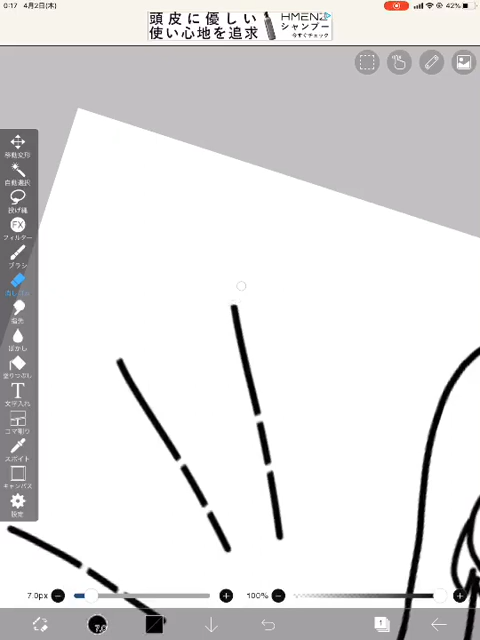 0:17 4月2日(木)
42%
頭皮に優しい
使い心地を追求
HMENZ
シャンプー
今すぐチェック
移動変形
自動選択
投げ縄
FX
フィルター
ブラシ
消しゴム
指先
ぼかし
塗りつぶし
T
文字入れ
コマ割り
スポイト
キャンバス
設定
7.0px
100%
7.0
1